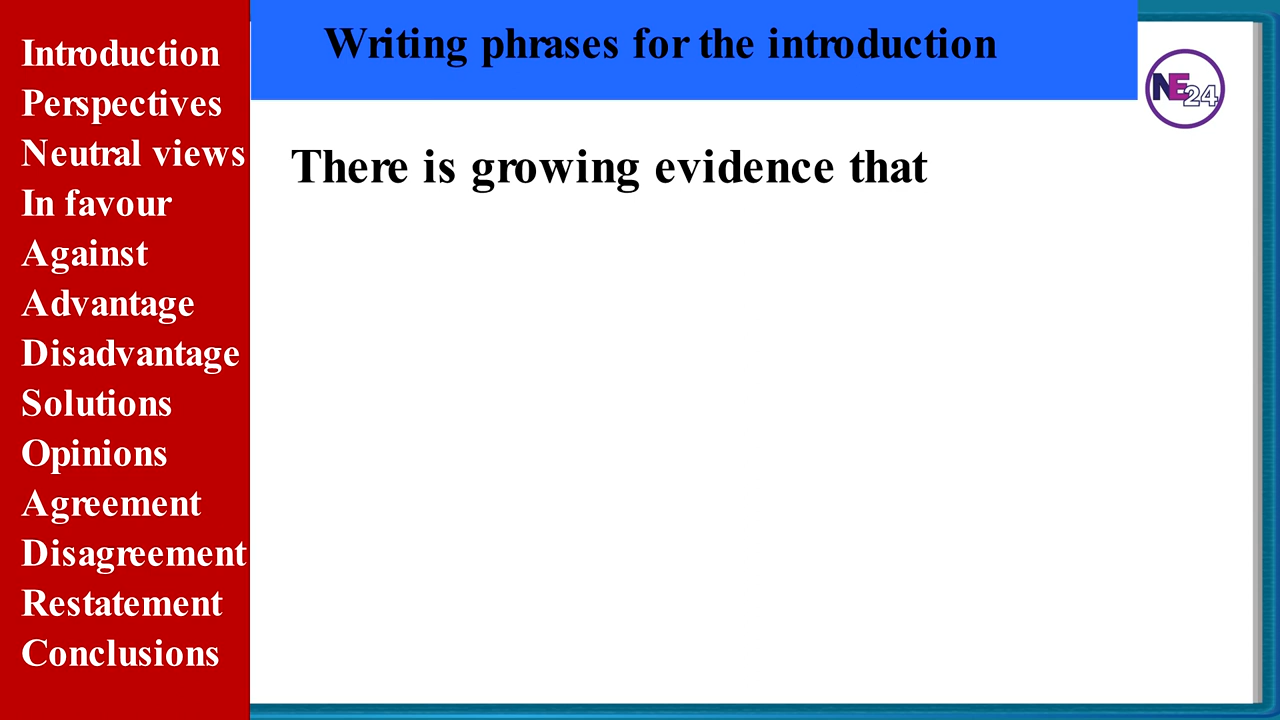 Introduction
Perspectives
Neutral views
In favour
Against
Advantage
Disadvantage
Solutions
Opinions
Agreement
Disagreement
Restatement
Conclusions
Writing phrases for the introduction
NE24
There is growing evidence that